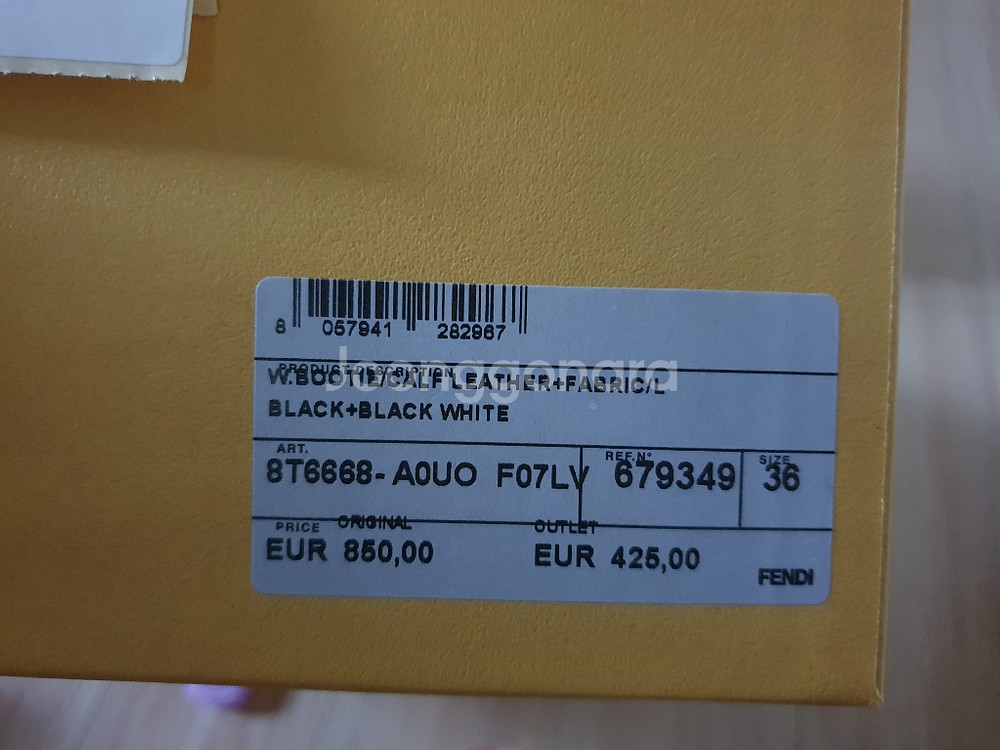 8 057941 282967
Joonggonara
PRODUCT DESCRIPTION
W.BOOTIE/CALF LEATHER+FABRIC/L
BLACK+BLACK WHITE
ART. REF.N° SIZE
8T6668- A0UO F07LV 679349 36
PRICE ORIGINAL OUTLET
EUR 850,00 EUR 425,00
FENDI